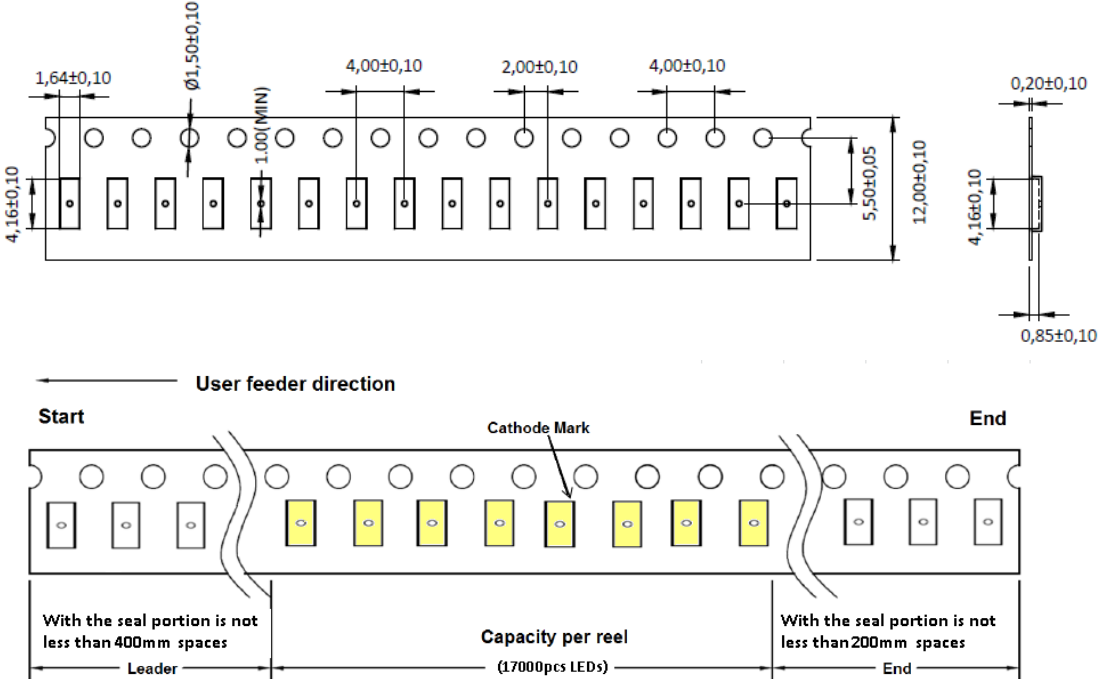 1,64±0,10
Ø1,50±0,10
1.00(MIN)
4,00±0,10
2,00±0,10
4,00±0,10
0,20±0,10
4,16±0,10
5,50±0,05
12,00±0,10
4,16±0,10
0,85±0,10
User feeder direction
Start
End
Cathode Mark
With the seal portion is not
less than 400mm spaces
Capacity per reel
With the seal portion is not
less than 200mm spaces
Leader
(17000pcs LEDs)
End